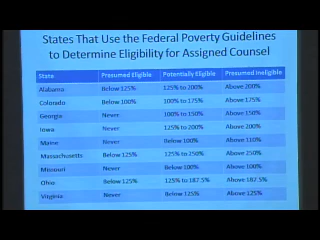 States That Use the Federal Poverty Guidelines
to Determine Eligibility for Assigned Counsel
State Presumed Eligible Potentially Eligible Presumed Ineligible
Alabama Below 125% 125% to 200% Above 200%
Colorado Below 100% 100% to 175% Above 175%
Georgia Never 100% to 150% Above 150%
Iowa Never 125% to 200% Above 200%
Maine Never Below 100% Above 110%
Massachusetts Below 125% 125% to 250% Above 250%
Missouri Never Below 100% Above 100%
Ohio Below 125% 125% to 187.5% Above 187.5%
Virginia Never Below 125% Above 125%